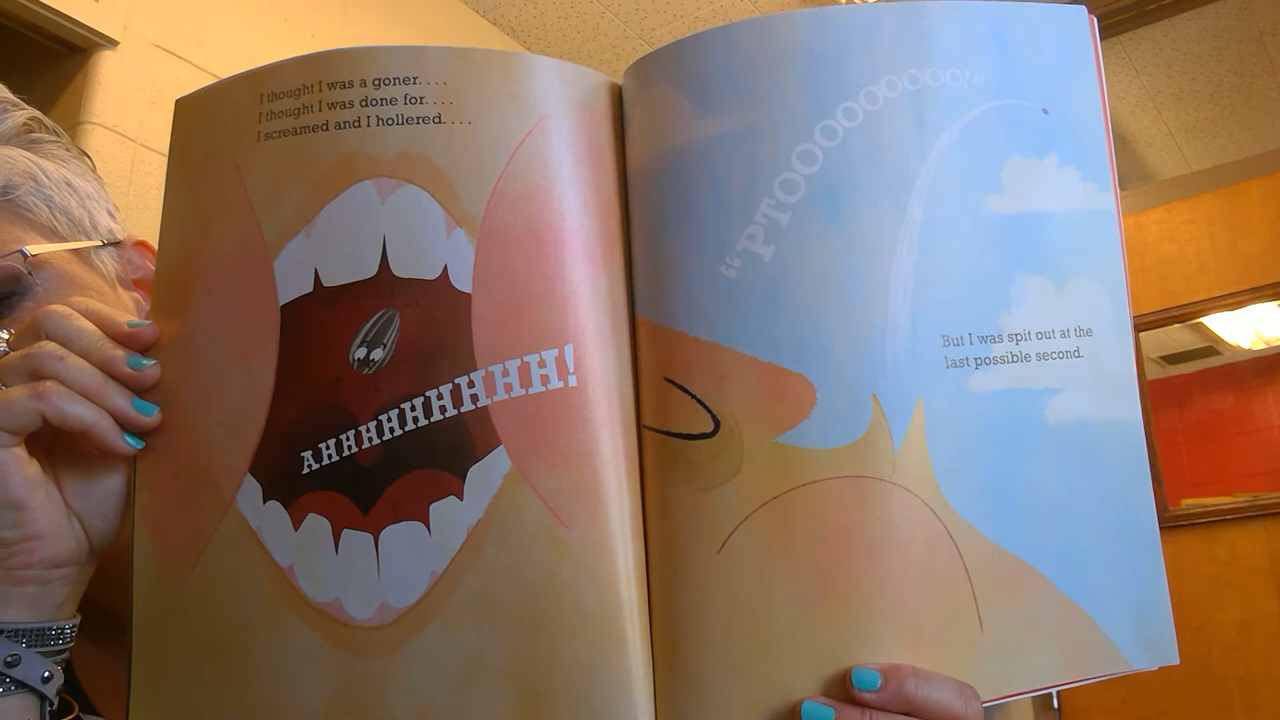 I thought I was a goner. . . .
I thought I was done for. . . .
I screamed and I hollered. . . .
AHHHHHHHHH!
"PTOOOOOOOOOO!"
But I was spit out at the
last possible second.